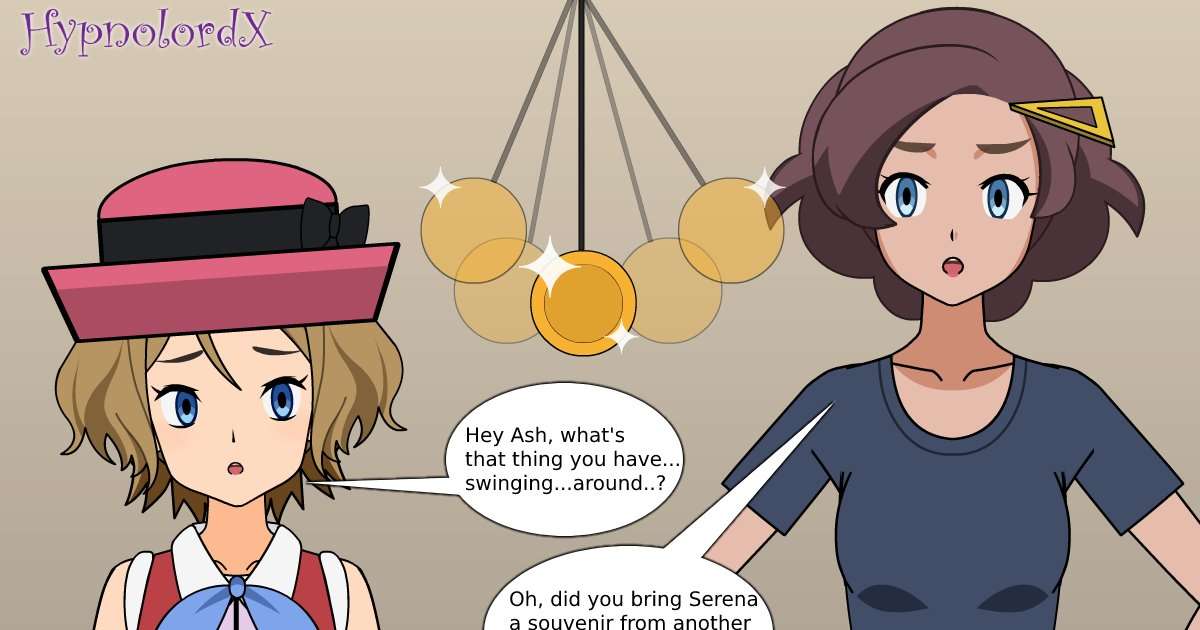 HypnolordX
Hey Ash, what's
that thing you have...
swinging...around..?
Oh, did you bring Serena
a souvenir from another